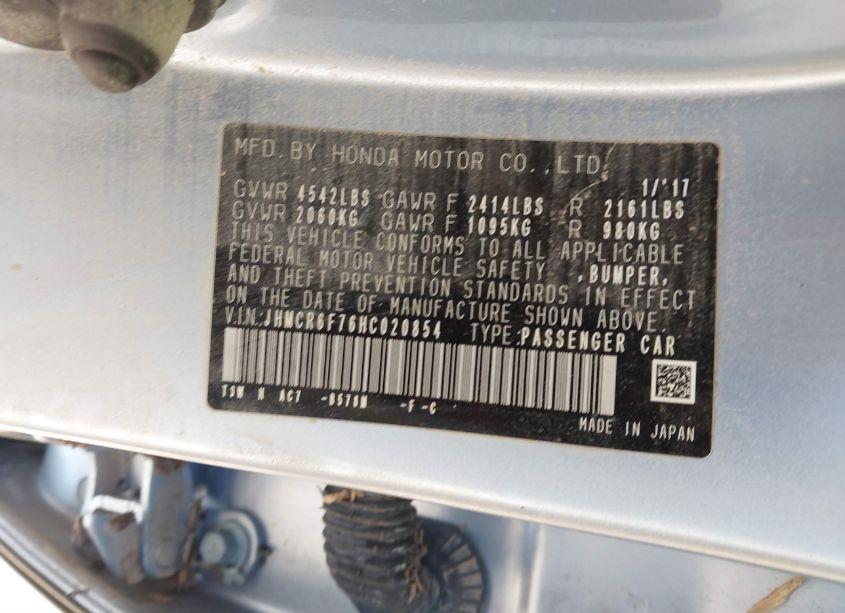 MFD. BY HONDA MOTOR CO., LTD. 1/'17
GVWR 4542LBS GAWR F 2414LBS R 2161LBS
GVWR 2060KG GAWR F 1095KG R 980KG
THIS VEHICLE CONFORMS TO ALL APPLICABLE
FEDERAL MOTOR VEHICLE SAFETY ,BUMPER,
AND THEFT PREVENTION STANDARDS IN EFFECT
ON THE DATE OF MANUFACTURE SHOWN ABOVE.
V.I.N:JHMCR6F76HC020854 TYPE:PASSENGER CAR
AC7 -B578M -F -C
MADE IN JAPAN